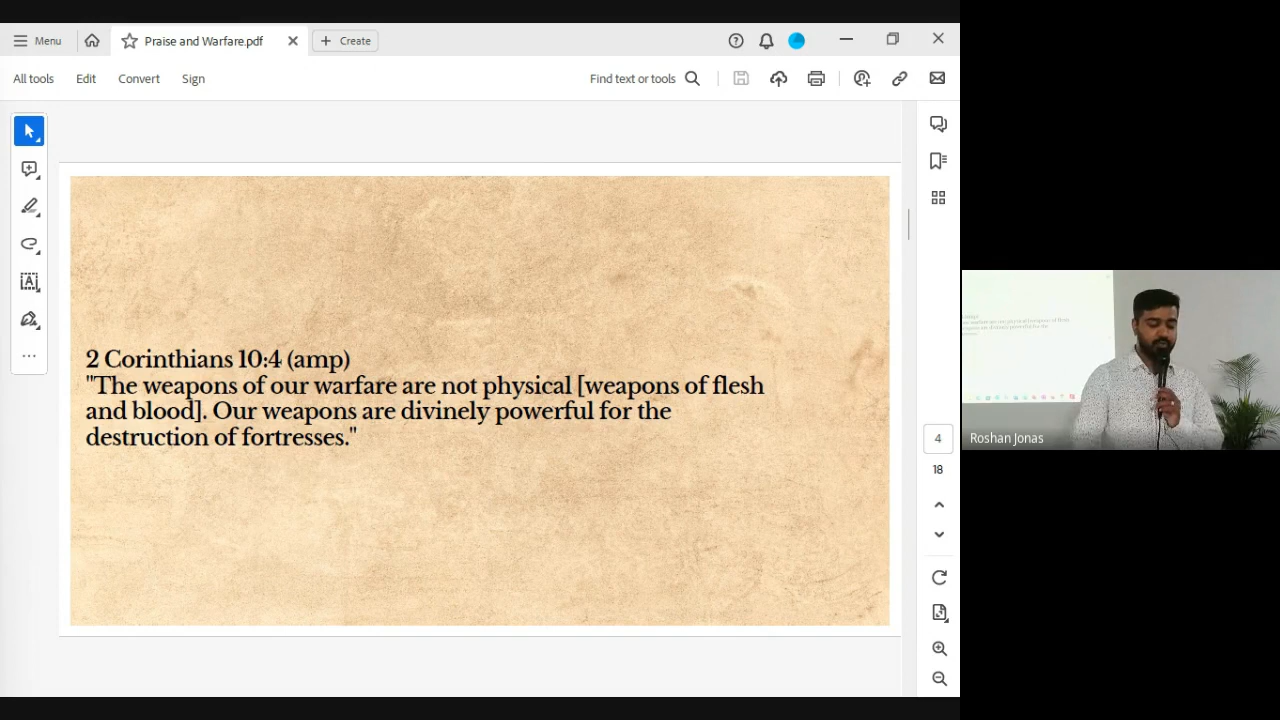 Menu
Praise and Warfare.pdf
Create
All tools
Edit
Convert
Sign
Find text or tools
2 Corinthians 10:4 (amp)
"The weapons of our warfare are not physical [weapons of flesh
and blood]. Our weapons are divinely powerful for the
destruction of fortresses."
4
18
Roshan Jonas